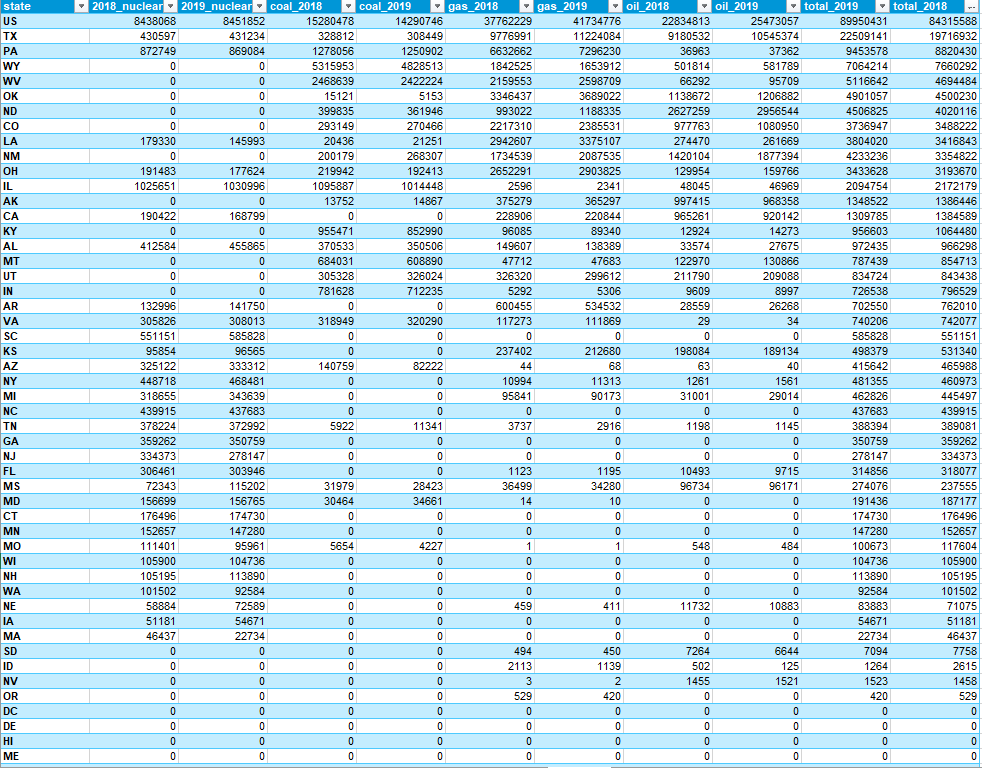 state 2018_nuclear 2019_nuclear coal_2018 coal_2019 gas_2018 gas_2019 oil_2018 oil_2019 total_2019 total_2018
US 8438068 8451852 15280478 14290746 37762229 41734776 22834813 25473057 89950431 84315588
TX 430597 431234 328812 308449 9776991 11224084 9180532 10545374 22509141 19716932
PA 872749 869084 1278056 1250902 6632662 7296230 36963 37362 9453578 8820430
WY 0 0 5315953 4828513 1842525 1653912 501814 581789 7064214 7660292
WV 0 0 2468639 2422224 2159553 2598709 66292 95709 5116642 4694484
OK 0 0 15121 5153 3346437 3689022 1138672 1206882 4901057 4500230
ND 0 0 399835 361946 993022 1188335 2627259 2956544 4506825 4020116
CO 0 0 293149 270466 2217310 2385531 977763 1080950 3736947 3488222
LA 179330 145993 20436 21251 2942607 3375107 274470 261669 3804020 3416843
NM 0 0 200179 268307 1734539 2087535 1420104 1877394 4233236 3354822
OH 191483 177624 219942 192413 2652291 2903825 129954 159766 3433628 3193670
IL 1025651 1030996 1095887 1014448 2596 2341 48045 46969 2094754 2172179
AK 0 0 13752 14867 375279 365297 997415 968358 1348522 1386446
CA 190422 168799 0 0 228906 220844 965261 920142 1309785 1384589
KY 0 0 955471 852990 96085 89340 12924 14273 956603 1064480
AL 412584 455865 370533 350506 149607 138389 33574 27675 972435 966298
MT 0 0 684031 608890 47712 47683 122970 130866 787439 854713
UT 0 0 305328 326024 326320 299612 211790 209088 834724 843438
IN 0 0 781628 712235 5292 5306 9609 8997 726538 796529
AR 132996 141750 0 0 600455 534532 28559 26268 702550 762010
VA 305826 308013 318949 320290 117273 111869 29 34 740206 742077
SC 551151 585828 0 0 0 0 0 0 585828 551151
KS 95854 96565 0 0 237402 212680 198084 189134 498379 531340
AZ 325122 333312 140759 82222 44 68 63 40 415642 465988
NY 448718 468481 0 0 10994 11313 1261 1561 481355 460973
MI 318655 343639 0 0 95841 90173 31001 29014 462826 445497
NC 439915 437683 0 0 0 0 0 0 437683 439915
TN 378224 372992 5922 11341 3737 2916 1198 1145 388394 389081
GA 359262 350759 0 0 0 0 0 0 350759 359262
NJ 334373 278147 0 0 0 0 0 0 278147 334373
FL 306461 303946 0 0 1123 1195 10493 9715 314856 318077
MS 72343 115202 31979 28423 36499 34280 96734 96171 274076 237555
MD 156699 156765 30464 34661 14 10 0 0 191436 187177
CT 176496 174730 0 0 0 0 0 0 174730 176496
MN 152657 147280 0 0 0 0 0 0 147280 152657
MO 111401 95961 5654 4227 1 1 548 484 100673 117604
WI 105900 104736 0 0 0 0 0 0 104736 105900
NH 105195 113890 0 0 0 0 0 0 113890 105195
WA 101502 92584 0 0 0 0 0 0 92584 101502
NE 58884 72589 0 0 459 411 11732 10883 83883 71075
IA 51181 54671 0 0 0 0 0 0 54671 51181
MA 46437 22734 0 0 0 0 0 0 22734 46437
SD 0 0 0 0 494 450 7264 6644 7094 7758
ID 0 0 0 0 2113 1139 502 125 1264 2615
NV 0 0 0 0 3 2 1455 1521 1523 1458
OR 0 0 0 0 529 420 0 0 420 529
DC 0 0 0 0 0 0 0 0 0 0
DE 0 0 0 0 0 0 0 0 0 0
HI 0 0 0 0 0 0 0 0 0 0
ME 0 0 0 0 0 0 0 0 0 0